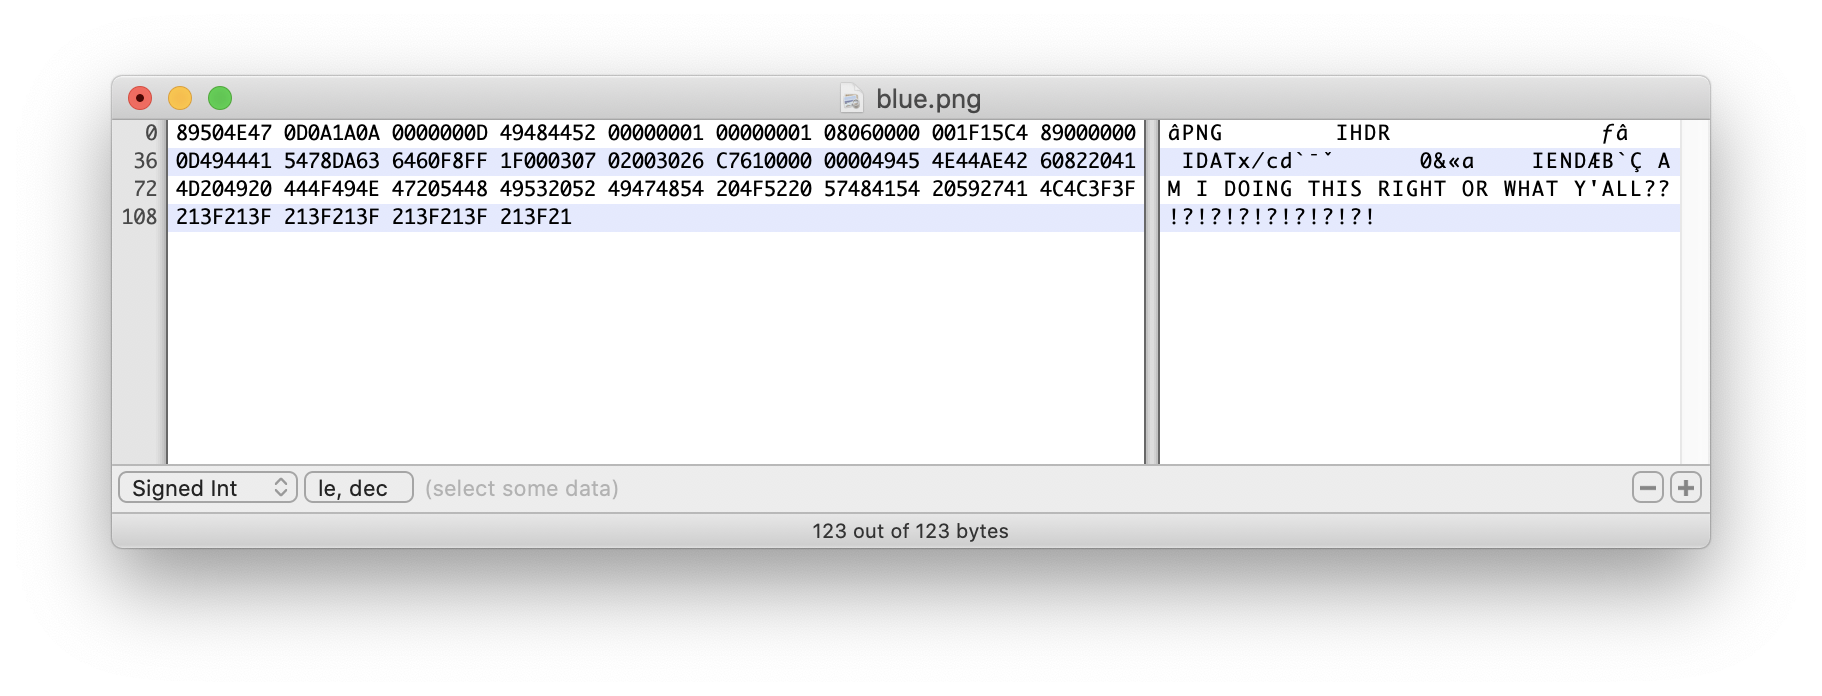 blue.png
0 89504E47 0D0A1A0A 0000000D 49484452 00000001 00000001 08060000 001F15C4 89000000 âPNG IHDR ƒâ
36 0D494441 5478DA63 6460F8FF 1F000307 02003026 C7610000 00004945 4E44AE42 60822041 IDATx/cd`¯ˇ 0&«a IENDÆB`Ç A
72 4D204920 444F494E 47205448 49532052 49474854 204F5220 57484154 20592741 4C4C3F3F M I DOING THIS RIGHT OR WHAT Y'ALL??
108 213F213F 213F213F 213F213F 213F21 !?!?!?!?!?!?!?!
Signed Int le, dec (select some data)
123 out of 123 bytes